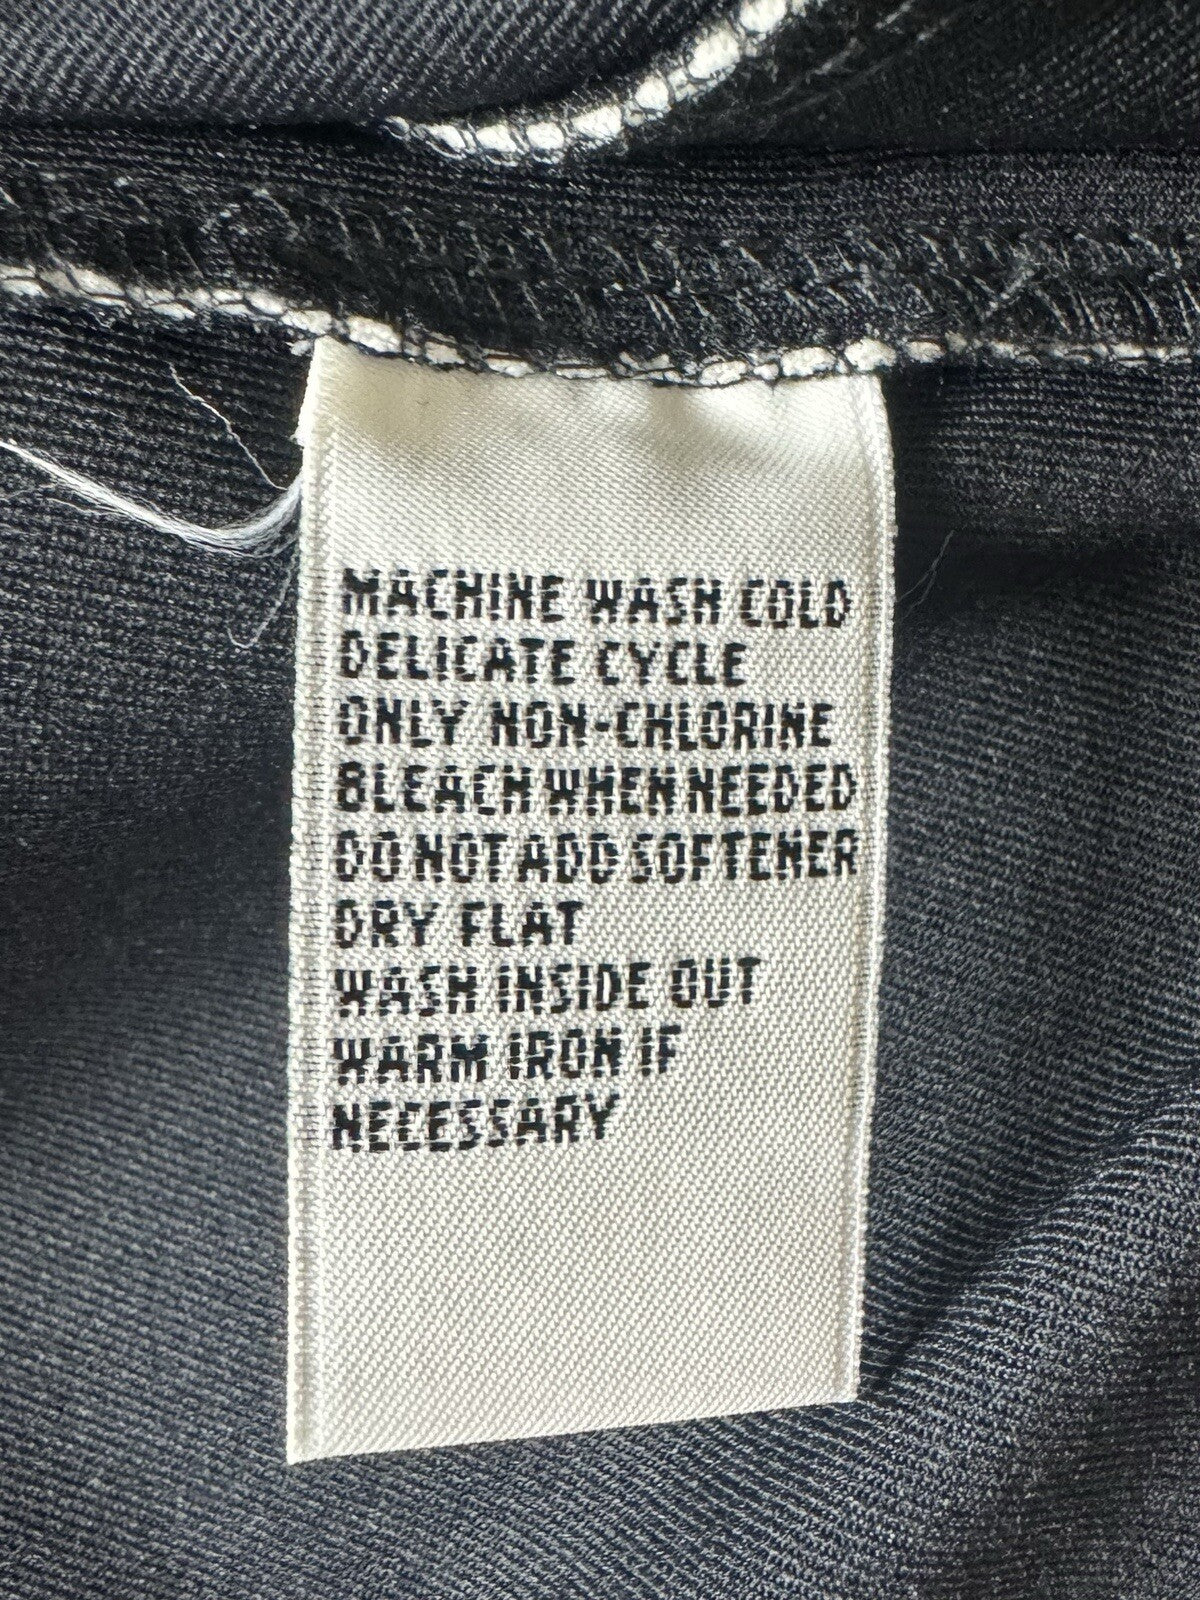 MACHINE WASH COLD
DELICATE CYCLE
ONLY NON-CHLORINE
BLEACH WHEN NEEDED
DO NOT ADD SOFTENER
DRY FLAT
WASH INSIDE OUT
WARM IRON IF
NECESSARY